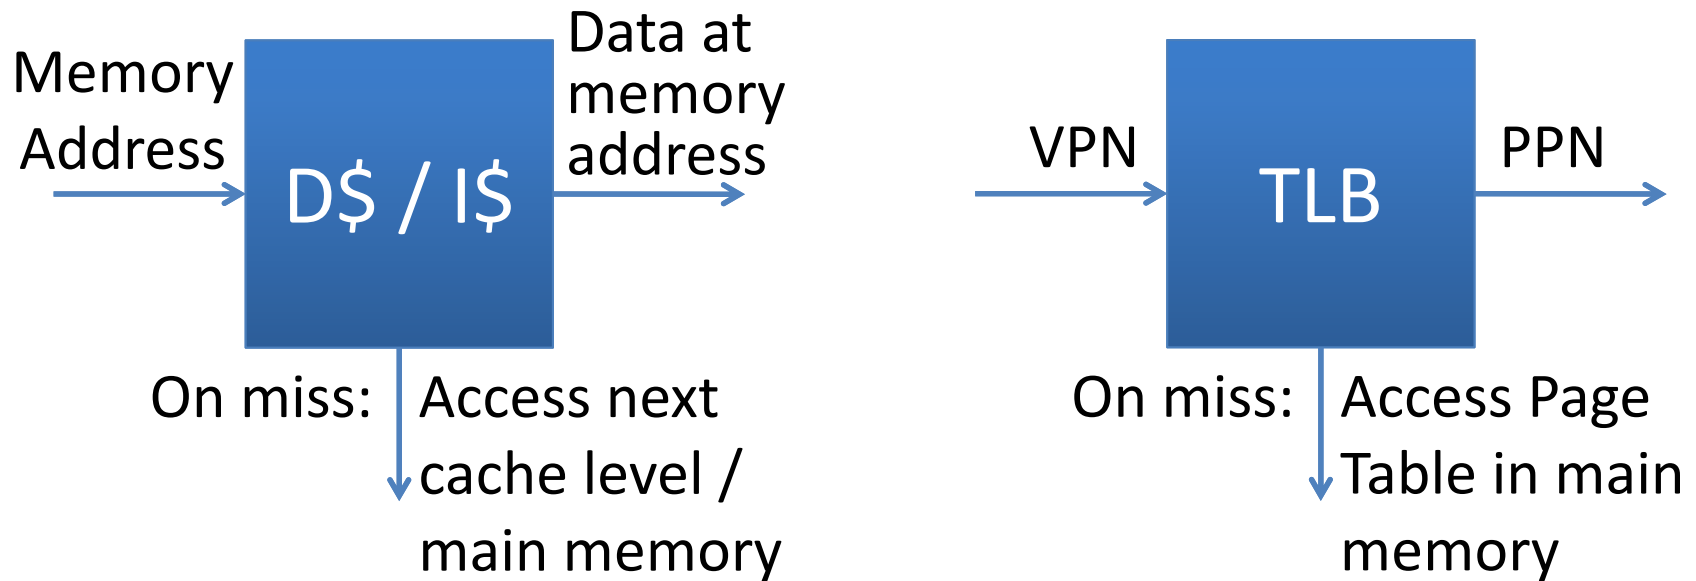 Memory
Address
D$ / I$
Data at
memory
address
On miss:
Access next
cache level /
main memory
VPN
TLB
PPN
On miss:
Access Page
Table in main
memory